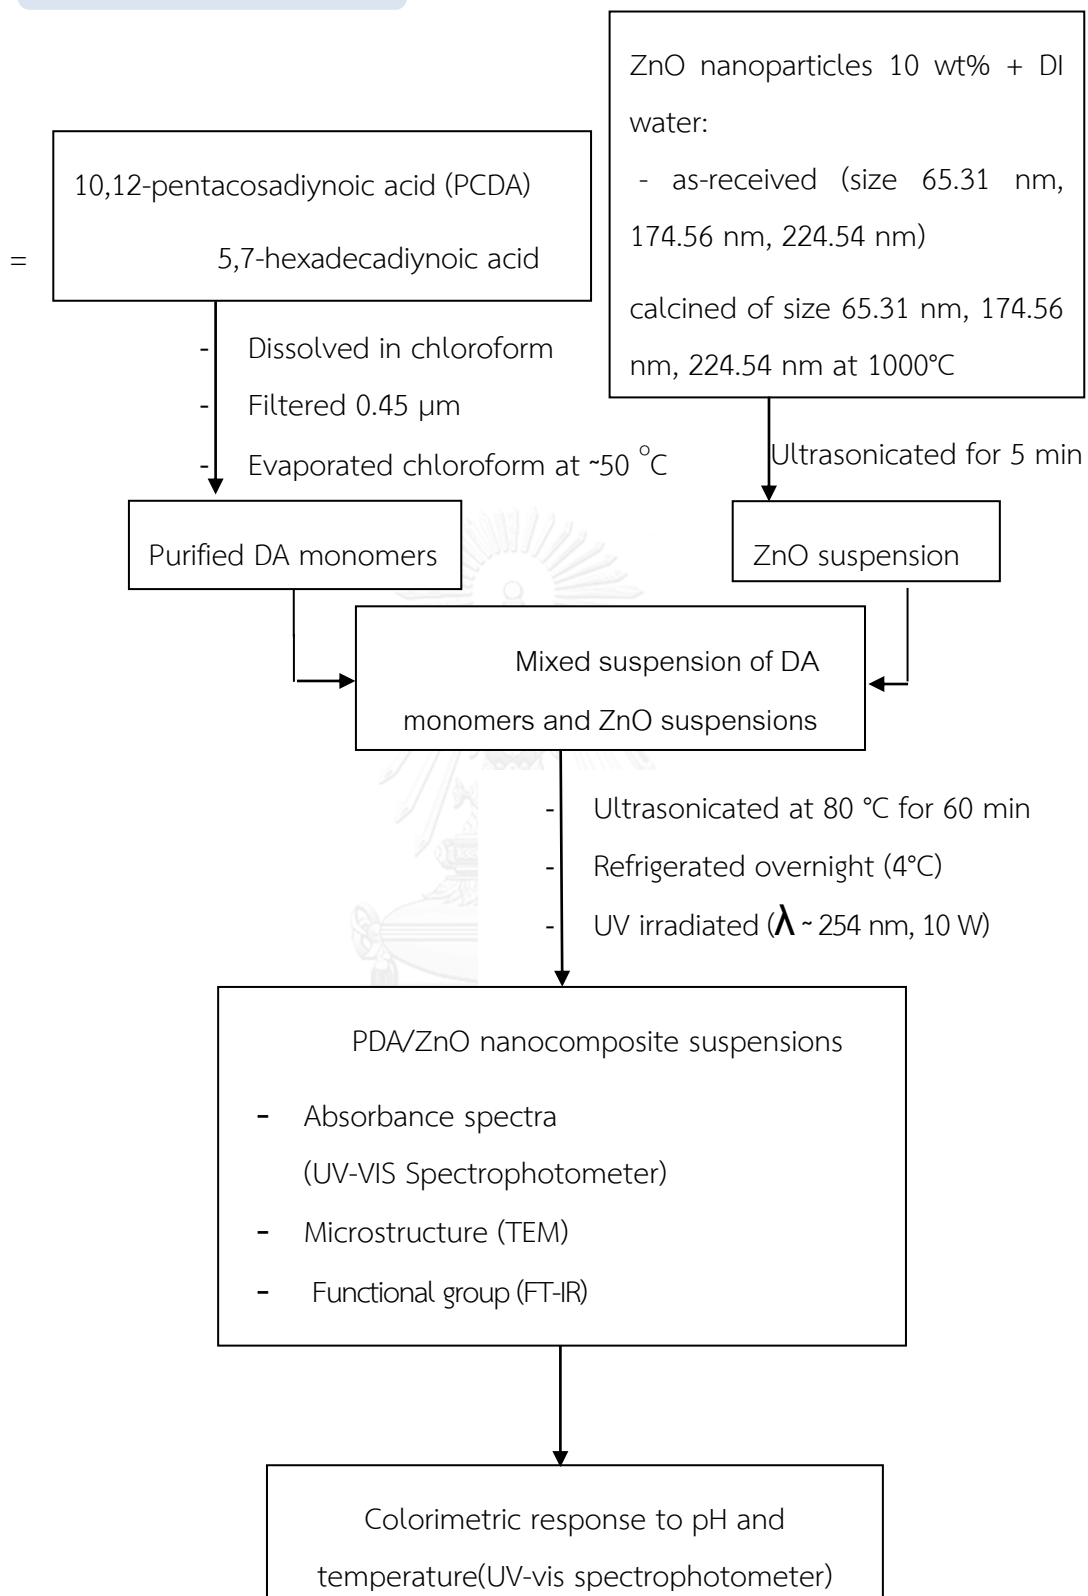 ZnO nanoparticles 10 wt% + DI
water:
- as-received (size 65.31 nm,
174.56 nm, 224.54 nm)
calcined of size 65.31 nm, 174.56
nm, 224.54 nm at 1000°C
10,12-pentacosadiynoic acid (PCDA)
=
5,7-hexadecadiynoic acid
- Dissolved in chloroform
- Filtered 0.45 µm
- Evaporated chloroform at ~50 °C
Ultrasonicated for 5 min
Purified DA monomers
ZnO suspension
Mixed suspension of DA
monomers and ZnO suspensions
- Ultrasonicated at 80 °C for 60 min
- Refrigerated overnight (4°C)
- UV irradiated (λ ~ 254 nm, 10 W)
PDA/ZnO nanocomposite suspensions
- Absorbance spectra
(UV-VIS Spectrophotometer)
- Microstructure (TEM)
- Functional group (FT-IR)
Colorimetric response to pH and
temperature(UV-vis spectrophotometer)